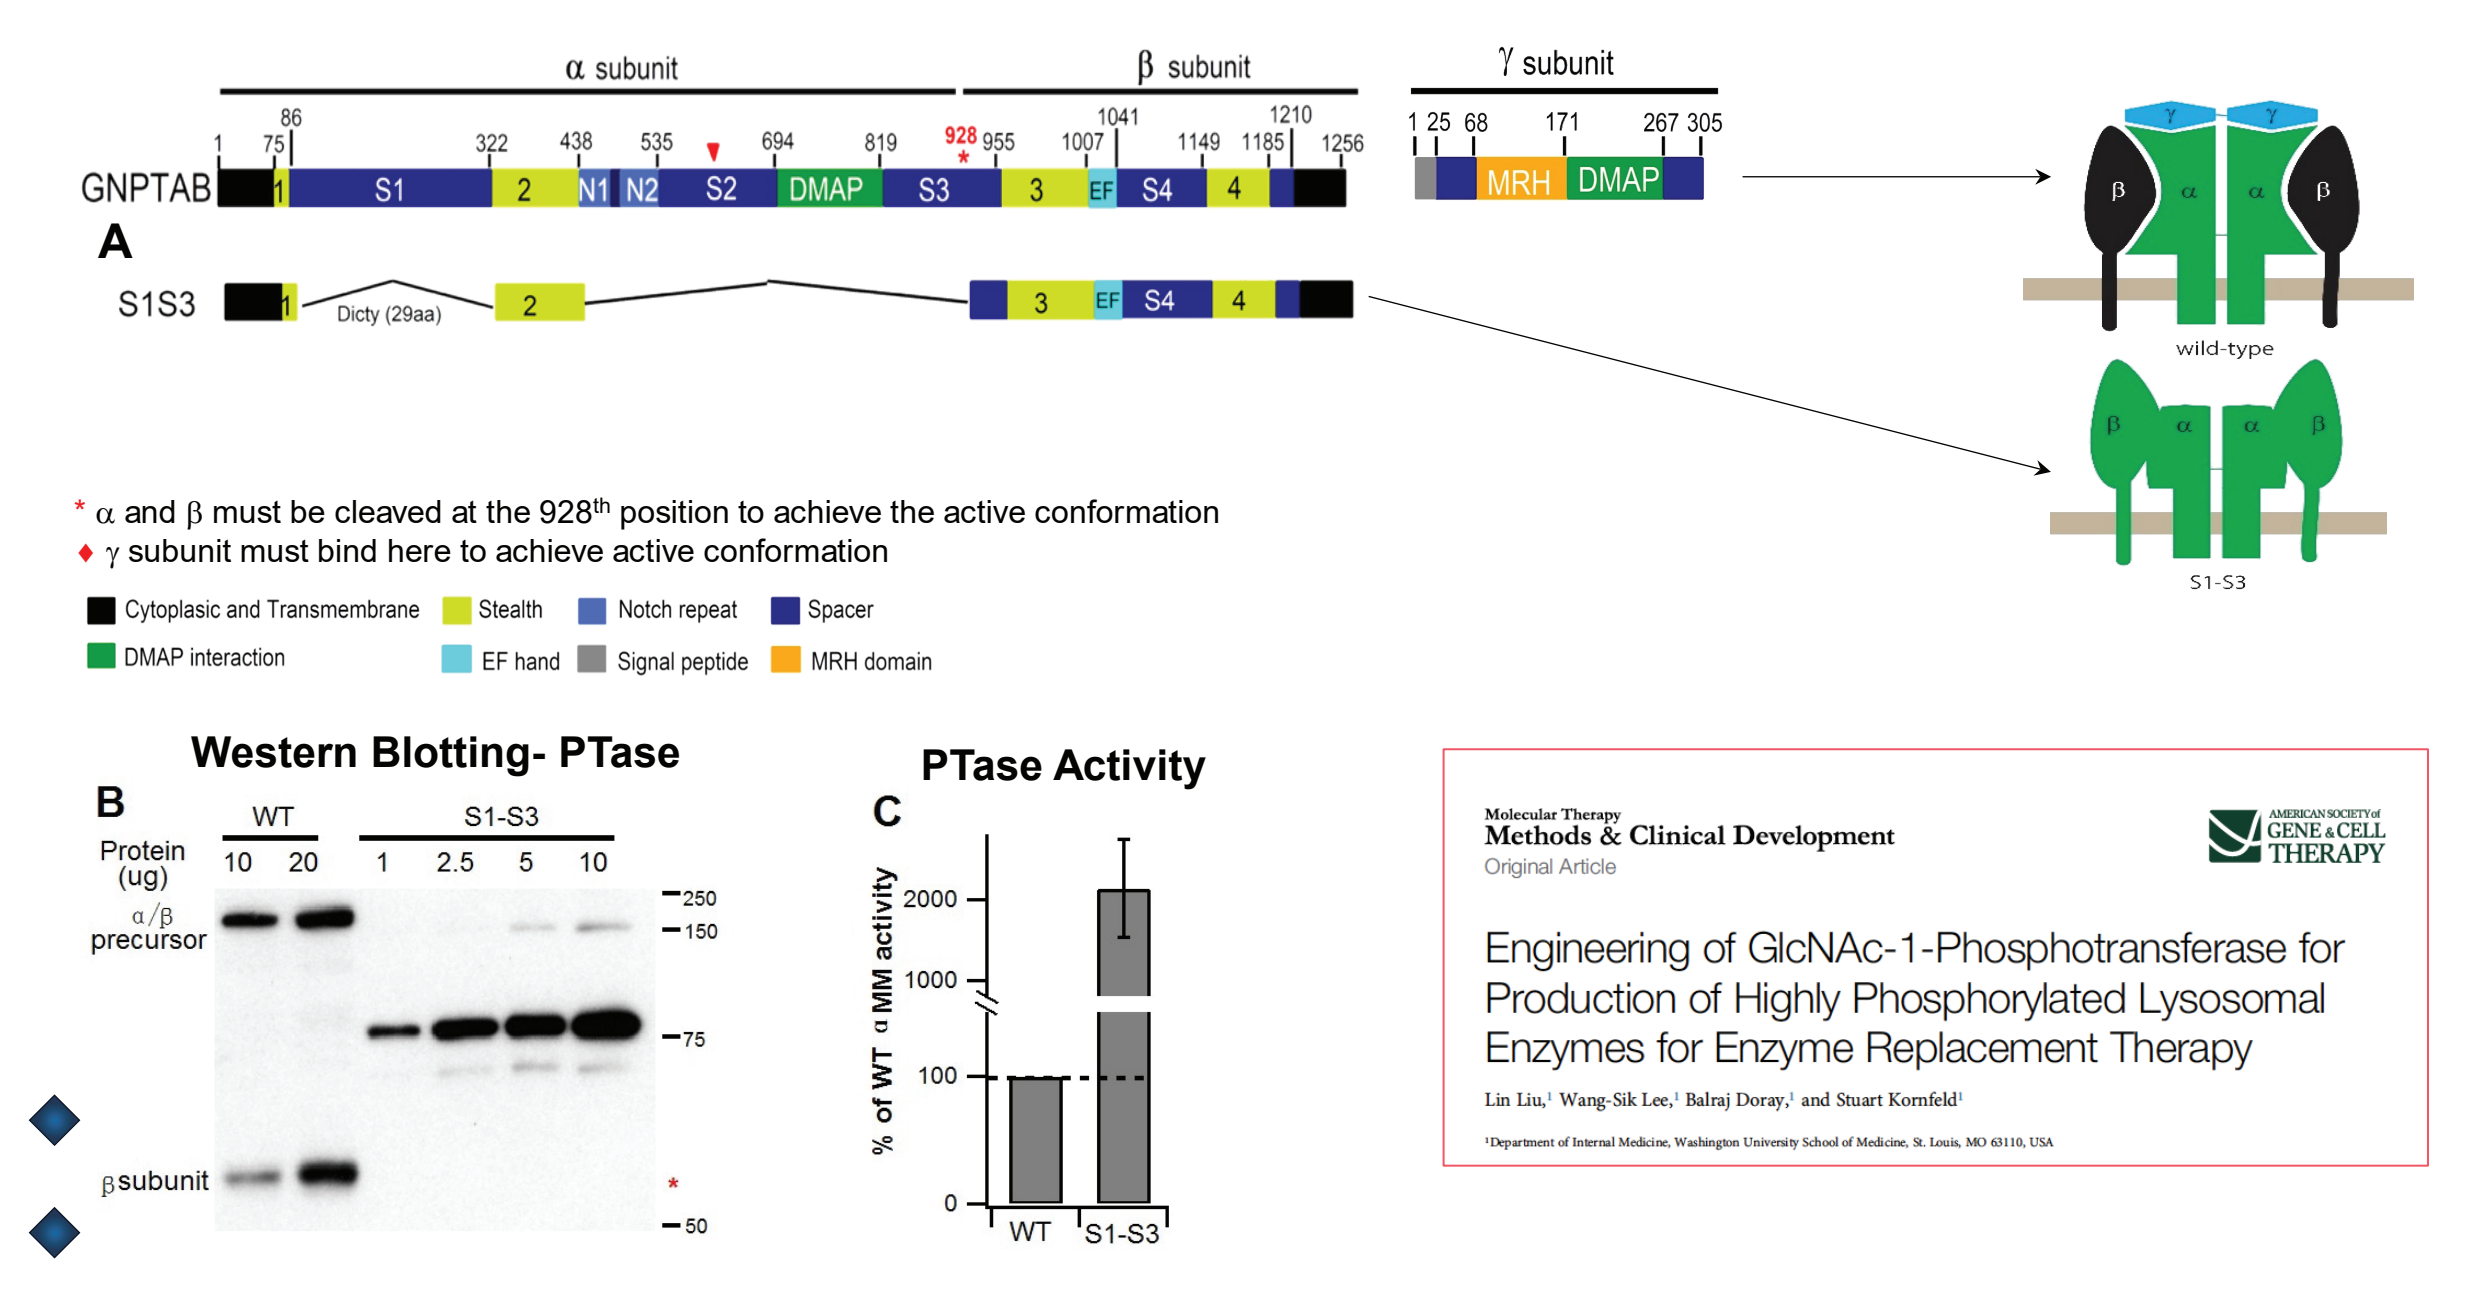 α subunit
β subunit
γ subunit
86
1041
1210
1 75 322 438 535 694 819 928 955 1007 1149 1185 1256
*
1 25 68 171 267 305
GNPTAB 1 S1 2 N1 N2 S2 DMAP S3 3 EF S4 4
MRH DMAP
γ γ
β α α β
wild-type
A
S1S3 1 Dicty (29aa) 2 3 EF S4 4
β α α β
S1-S3
* α and β must be cleaved at the 928th position to achieve the active conformation
♦ γ subunit must bind here to achieve active conformation
Cytoplasic and Transmembrane Stealth Notch repeat Spacer
DMAP interaction EF hand Signal peptide MRH domain
Western Blotting- PTase
B
WT S1-S3
Protein
(ug)
10 20 1 2.5 5 10
α/β
precursor
β subunit
250
150
75
*
50
PTase Activity
C
% of WT α MM activity
2000
1000
100
0
WT S1-S3
Molecular Therapy
Methods & Clinical Development
Original Article
AMERICAN SOCIETY of
GENE & CELL
THERAPY
Engineering of GlcNAc-1-Phosphotransferase for
Production of Highly Phosphorylated Lysosomal
Enzymes for Enzyme Replacement Therapy
Lin Liu,1 Wang-Sik Lee,1 Balraj Doray,1 and Stuart Kornfeld1
1Department of Internal Medicine, Washington University School of Medicine, St. Louis, MO 63110, USA